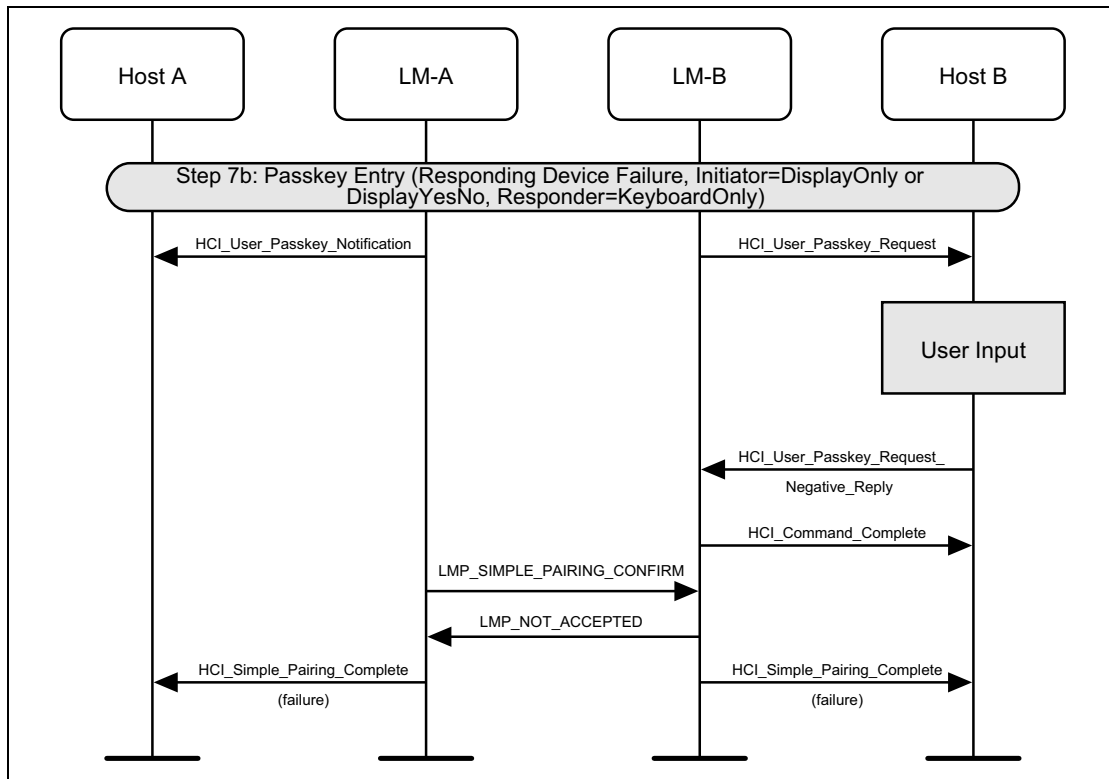 Host A
LM-A
LM-B
Host B
Step 7b: Passkey Entry (Responding Device Failure, Initiator=DisplayOnly or
DisplayYesNo, Responder=KeyboardOnly)
HCI_User_Passkey_Notification
HCI_User_Passkey_Request
User Input
HCI_User_Passkey_Request_
Negative_Reply
HCI_Command_Complete
LMP_SIMPLE_PAIRING_CONFIRM
LMP_NOT_ACCEPTED
HCI_Simple_Pairing_Complete
(failure)
HCI_Simple_Pairing_Complete
(failure)